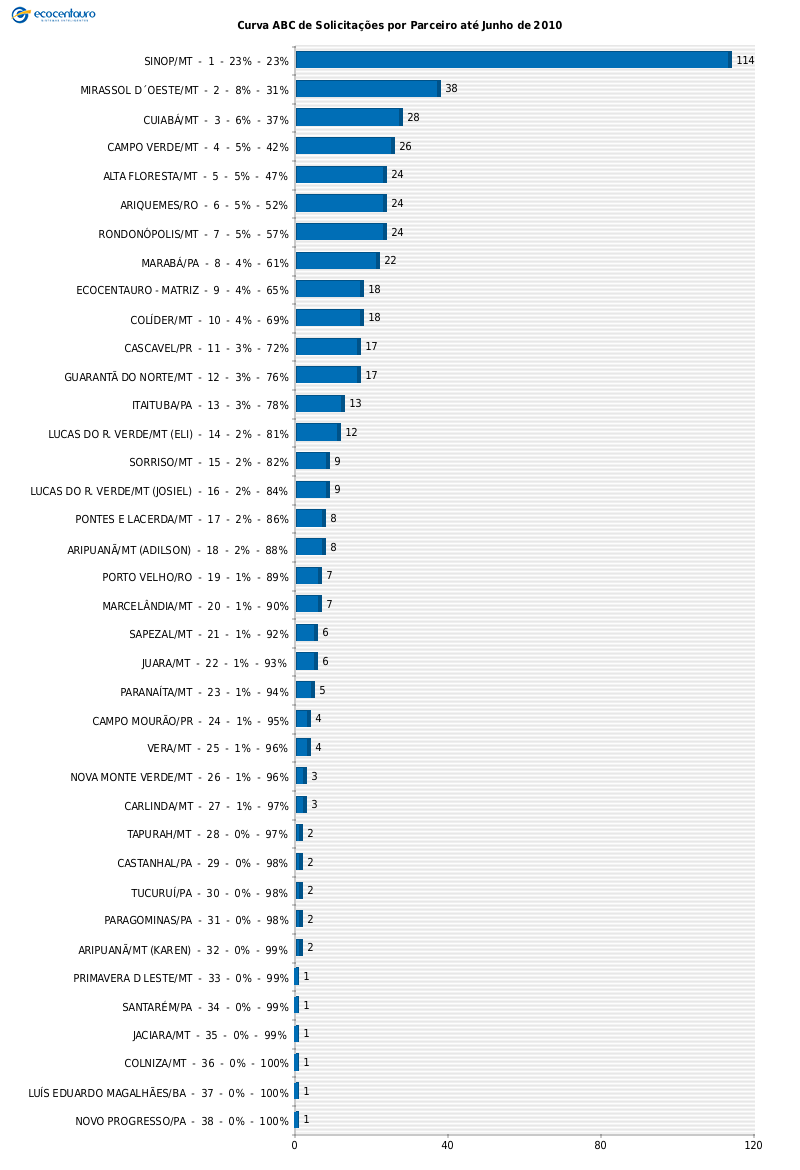 ecocentauro
Curva ABC de Solicitações por Parceiro até Junho de 2010
SINOP/MT - 1 - 23% - 23% 114
MIRASSOL D´OESTE/MT - 2 - 8% - 31% 38
CUIABÁ/MT - 3 - 6% - 37% 28
CAMPO VERDE/MT - 4 - 5% - 42% 26
ALTA FLORESTA/MT - 5 - 5% - 47% 24
ARIQUEMES/RO - 6 - 5% - 52% 24
RONDONÓPOLIS/MT - 7 - 5% - 57% 24
MARABÁ/PA - 8 - 4% - 61% 22
ECOCENTAURO - MATRIZ - 9 - 4% - 65% 18
COLÍDER/MT - 10 - 4% - 69% 18
CASCAVEL/PR - 11 - 3% - 72% 17
GUARANTÃ DO NORTE/MT - 12 - 3% - 76% 17
ITAITUBA/PA - 13 - 3% - 78% 13
LUCAS DO R. VERDE/MT (ELI) - 14 - 2% - 81% 12
SORRISO/MT - 15 - 2% - 82% 9
LUCAS DO R. VERDE/MT (JOSIEL) - 16 - 2% - 84% 9
PONTES E LACERDA/MT - 17 - 2% - 86% 8
ARIPUANÃ/MT (ADILSON) - 18 - 2% - 88% 8
PORTO VELHO/RO - 19 - 1% - 89% 7
MARCELÂNDIA/MT - 20 - 1% - 90% 7
SAPEZAL/MT - 21 - 1% - 92% 6
JUARA/MT - 22 - 1% - 93% 6
PARANAÍTA/MT - 23 - 1% - 94% 5
CAMPO MOURÃO/PR - 24 - 1% - 95% 4
VERA/MT - 25 - 1% - 96% 4
NOVA MONTE VERDE/MT - 26 - 1% - 96% 3
CARLINDA/MT - 27 - 1% - 97% 3
TAPURAH/MT - 28 - 0% - 97% 2
CASTANHAL/PA - 29 - 0% - 98% 2
TUCURUÍ/PA - 30 - 0% - 98% 2
PARAGOMINAS/PA - 31 - 0% - 98% 2
ARIPUANÃ/MT (KAREN) - 32 - 0% - 99% 2
PRIMAVERA D LESTE/MT - 33 - 0% - 99% 1
SANTARÉM/PA - 34 - 0% - 99% 1
JACIARA/MT - 35 - 0% - 99% 1
COLNIZA/MT - 36 - 0% - 100% 1
LUÍS EDUARDO MAGALHÃES/BA - 37 - 0% - 100% 1
NOVO PROGRESSO/PA - 38 - 0% - 100% 1
0 40 80 120